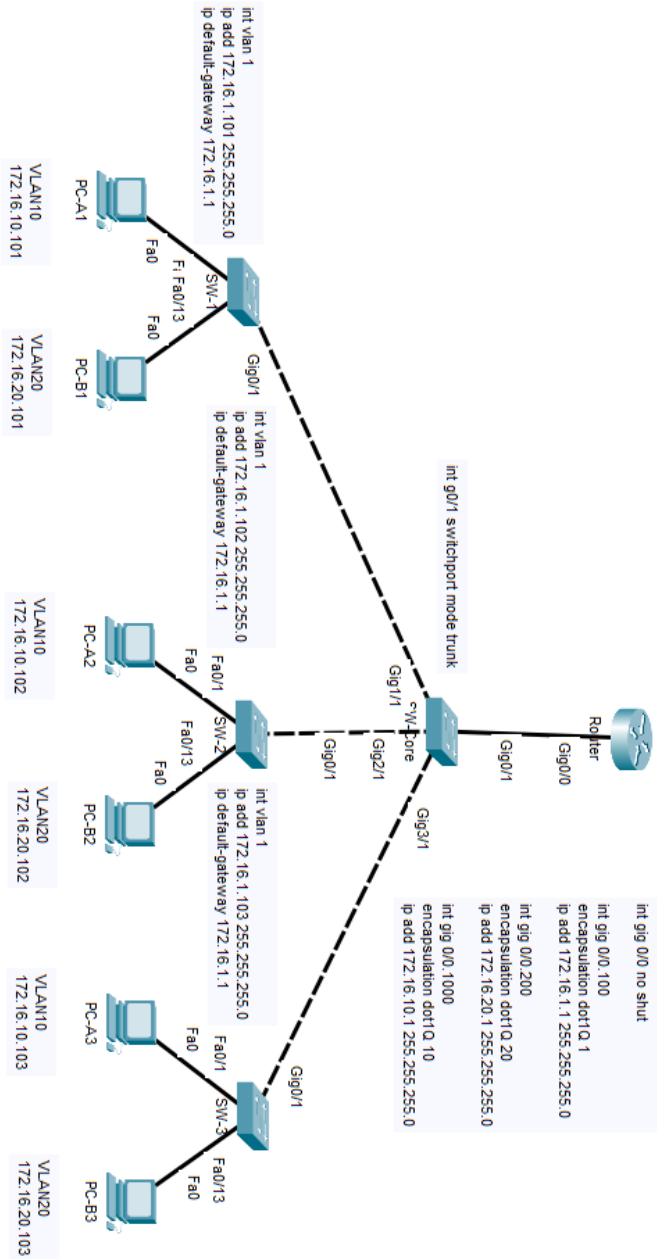 Router
Gig0/0
Gig0/1
int gig 0/0 no shut
int gig 0/0.100
encapsulation dot1Q 1
ip add 172.16.1.1 255.255.255.0
int gig 0/0.200
encapsulation dot1Q 20
ip add 172.16.20.1 255.255.255.0
int gig 0/0.1000
encapsulation dot1Q 10
ip add 172.16.10.1 255.255.255.0
int g0/1 switchport mode trunk
Gig1/1
Gig2/1
Gig3/1
Gig0/1
Gig0/1
Gig0/1
int vlan 1
ip add 172.16.1.101 255.255.255.0
ip default-gateway 172.16.1.1
int vlan 1
ip add 172.16.1.102 255.255.255.0
ip default-gateway 172.16.1.1
int vlan 1
ip add 172.16.1.103 255.255.255.0
ip default-gateway 172.16.1.1
SW-1
Fa0/13
Fa0
Fa0
SW-2
Fa0/1
Fa0/13
Fa0
Fa0
SW-3
Fa0/1
Fa0/13
Fa0
Fa0
PC-A1
PC-B1
PC-A2
PC-B2
PC-A3
PC-B3
VLAN10
172.16.10.101
VLAN20
172.16.20.101
VLAN10
172.16.10.102
VLAN20
172.16.20.102
VLAN10
172.16.10.103
VLAN20
172.16.20.103